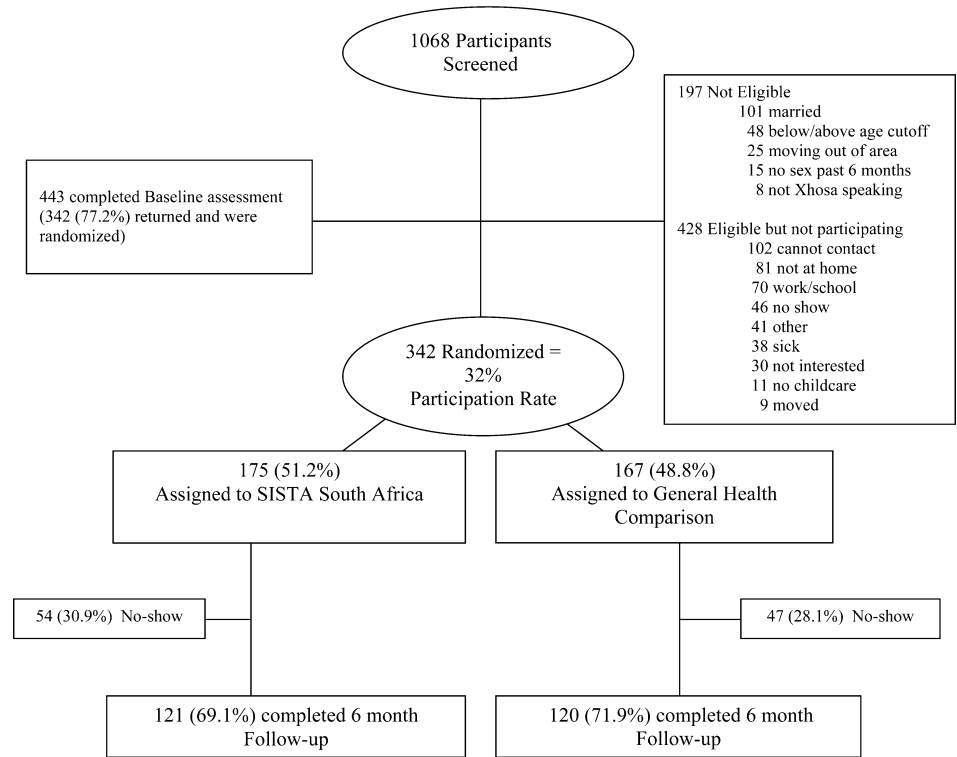 1068 Participants
Screened
197 Not Eligible
101 married
48 below/above age cutoff
25 moving out of area
15 no sex past 6 months
8 not Xhosa speaking
428 Eligible but not participating
102 cannot contact
81 not at home
70 work/school
46 no show
41 other
38 sick
30 not interested
11 no childcare
9 moved
443 completed Baseline assessment
(342 (77.2%) returned and were
randomized)
342 Randomized =
32%
Participation Rate
175 (51.2%)
Assigned to SISTA South Africa
167 (48.8%)
Assigned to General Health
Comparison
54 (30.9%) No-show
47 (28.1%) No-show
121 (69.1%) completed 6 month
Follow-up
120 (71.9%) completed 6 month
Follow-up